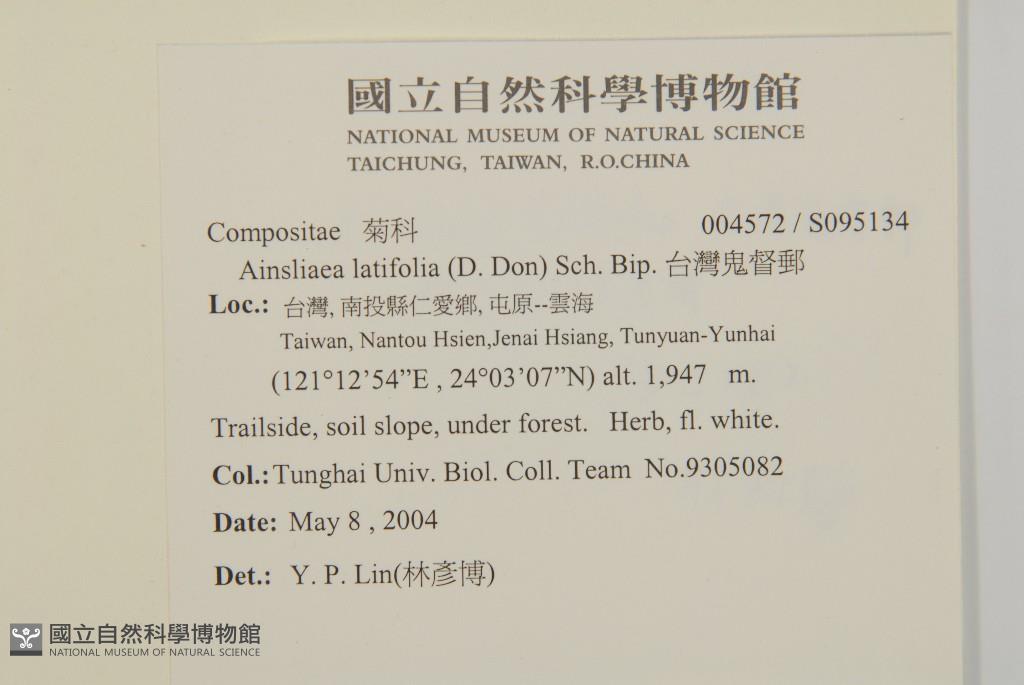 國立自然科學博物館
NATIONAL MUSEUM OF NATURAL SCIENCE
TAICHUNG, TAIWAN, R.O.CHINA
Compositae 菊科 004572 / S095134
Ainsliaea latifolia (D. Don) Sch. Bip. 台灣鬼督郵
Loc.: 台灣, 南投縣仁愛鄉, 屯原--雲海
Taiwan, Nantou Hsien,Jenai Hsiang, Tunyuan-Yunhai
(121°12’54”E , 24°03’07”N) alt. 1,947 m.
Trailside, soil slope, under forest. Herb, fl. white.
Col.: Tunghai Univ. Biol. Coll. Team No.9305082
Date: May 8 , 2004
Det.: Y. P. Lin(林彥博)
國立自然科學博物館
NATIONAL MUSEUM OF NATURAL SCIENCE